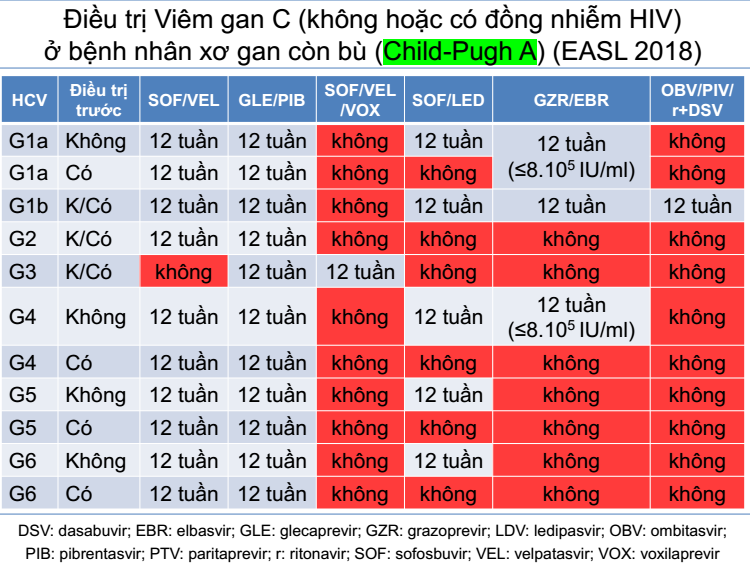 Điều trị Viêm gan C (không hoặc có đồng nhiễm HIV)
ở bệnh nhân xơ gan còn bù (Child-Pugh A) (EASL 2018)
HCV Điều trị trước SOF/VEL GLE/PIB SOF/VEL /VOX SOF/LED GZR/EBR OBV/PIV/ r+DSV
G1a Không 12 tuần 12 tuần không 12 tuần 12 tuần (≤8.10⁵ IU/ml) không
G1a Có 12 tuần 12 tuần không không không
G1b K/Có 12 tuần 12 tuần không 12 tuần 12 tuần 12 tuần
G2 K/Có 12 tuần 12 tuần không không không không
G3 K/Có không 12 tuần 12 tuần không không không
G4 Không 12 tuần 12 tuần không 12 tuần 12 tuần (≤8.10⁵ IU/ml) không
G4 Có 12 tuần 12 tuần không không không không
G5 Không 12 tuần 12 tuần không 12 tuần không không
G5 Có 12 tuần 12 tuần không không không không
G6 Không 12 tuần 12 tuần không 12 tuần không không
G6 Có 12 tuần 12 tuần không không không không
DSV: dasabuvir; EBR: elbasvir; GLE: glecaprevir; GZR: grazoprevir; LDV: ledipasvir; OBV: ombitasvir;
PIB: pibrentasvir; PTV: paritaprevir; r: ritonavir; SOF: sofosbuvir; VEL: velpatasvir; VOX: voxilaprevir